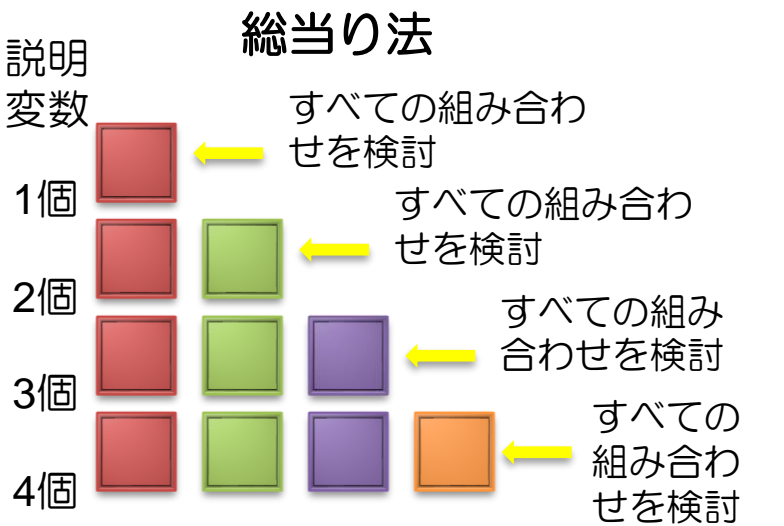 総当り法
説明
変数
すべての組み合わ
せを検討
1個
すべての組み合わ
せを検討
2個
すべての組み
合わせを検討
3個
すべての
組み合わ
せを検討
4個